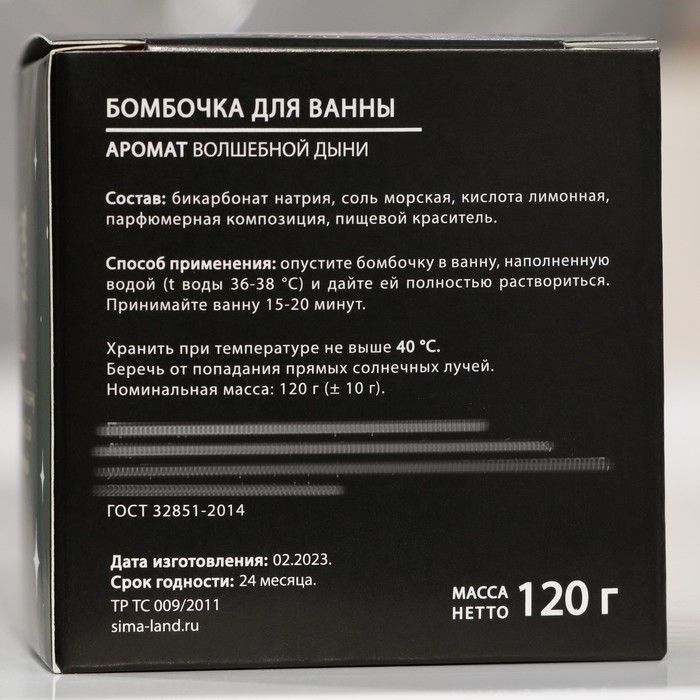 БОМБОЧКА ДЛЯ ВАННЫ
АРОМАТ ВОЛШЕБНОЙ ДЫНИ
Состав: бикарбонат натрия, соль морская, кислота лимонная,
парфюмерная композиция, пищевой краситель.
Способ применения: опустите бомбочку в ванну, наполненную
водой (t воды 36-38 °C) и дайте ей полностью раствориться.
Принимайте ванну 15-20 минут.
Хранить при температуре не выше 40 °C.
Беречь от попадания прямых солнечных лучей.
Номинальная масса: 120 г (± 10 г).
ГОСТ 32851-2014
Дата изготовления: 02.2023.
Срок годности: 24 месяца.
ТР ТС 009/2011
sima-land.ru
МАССА
НЕТТО 120 г